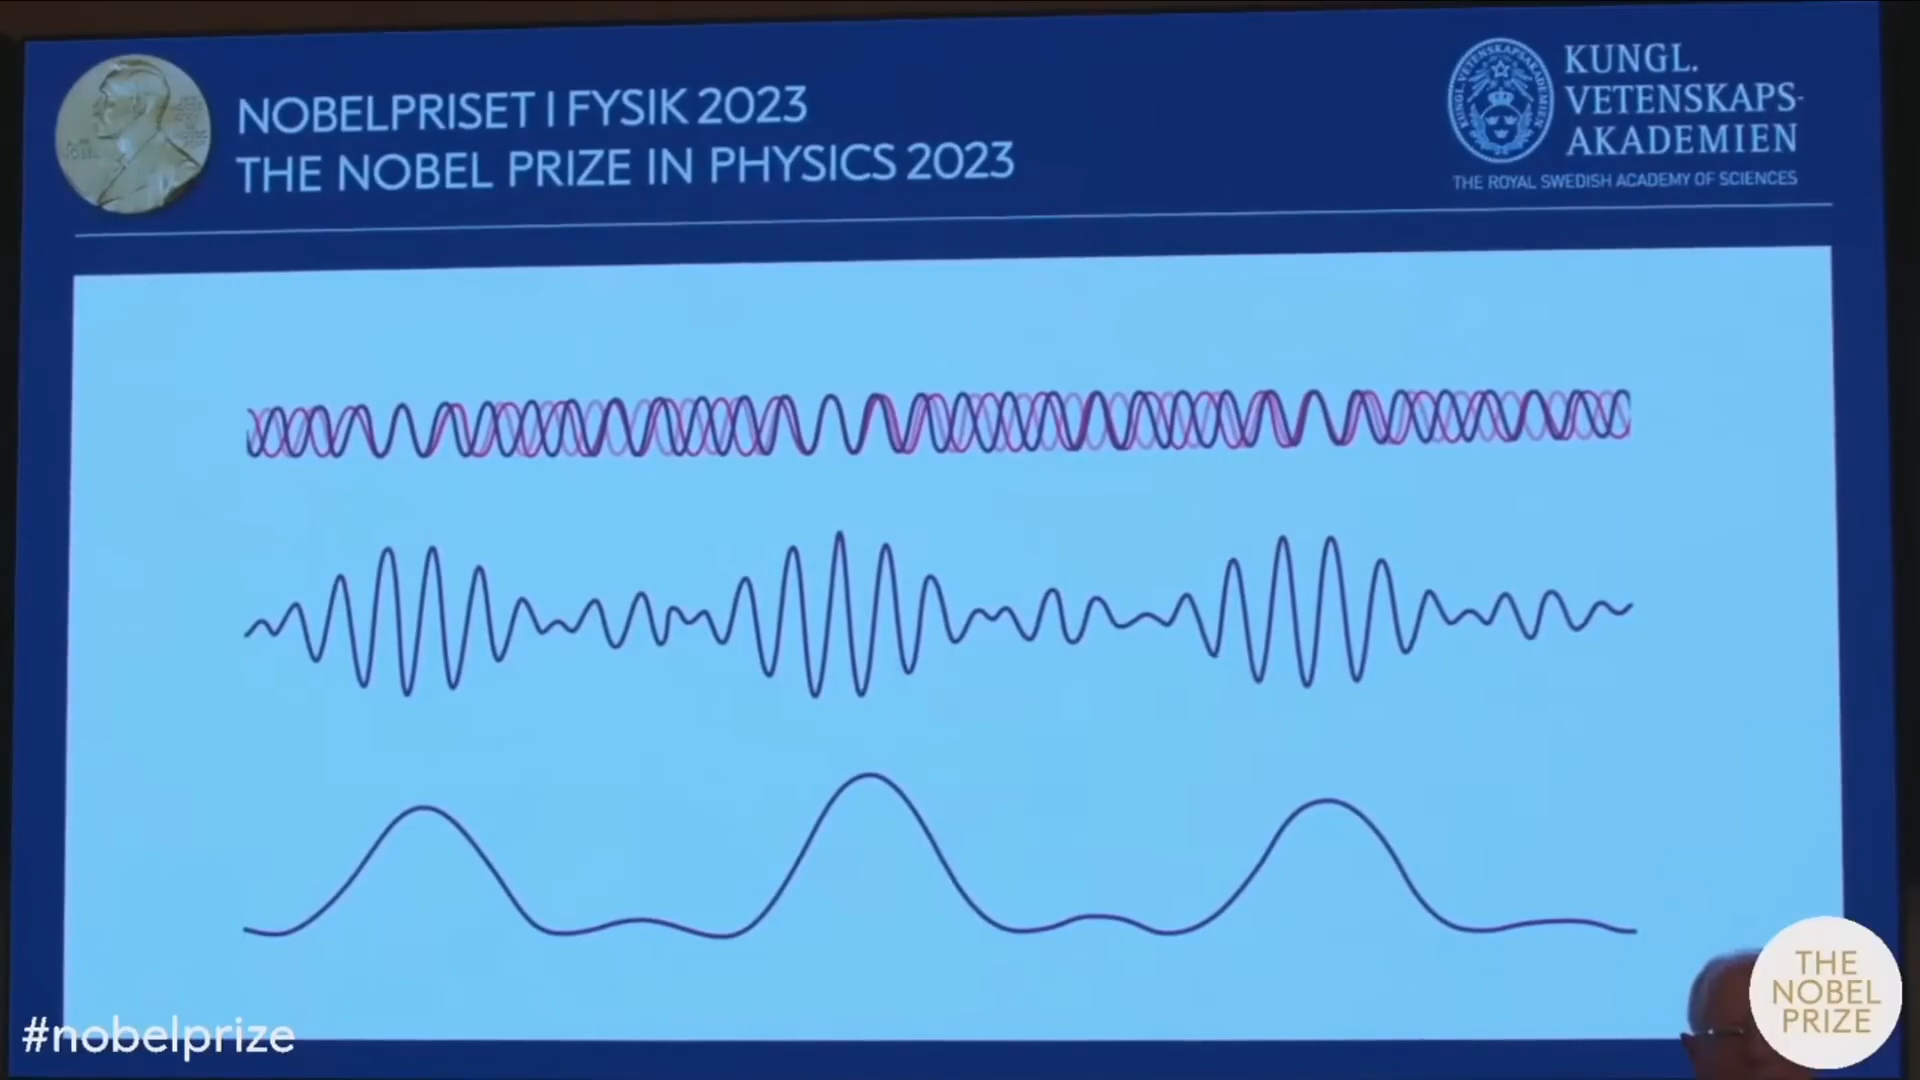 NOBELPRISET I FYSIK 2023
THE NOBEL PRIZE IN PHYSICS 2023
KUNGL.
VETENSKAPS-
AKADEMIEN
THE ROYAL SWEDISH ACADEMY OF SCIENCES
#nobelprize
THE
NOBEL
PRIZE